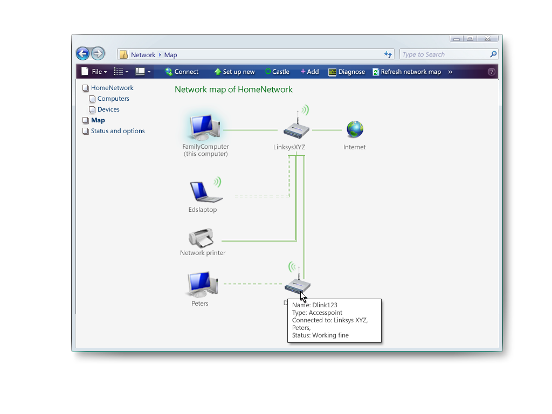 Network › Map
Type to Search
File
Connect
Set up new
Castle
Add
Diagnose
Refresh network map
»
HomeNetwork
Computers
Devices
Map
Status and options
Network map of HomeNetwork
FamilyComputer
(this computer)
LinksysXYZ
Internet
Edslaptop
Network printer
Peters
D
Name: Dlink123
Type: Accesspoint
Connected to: Linksys XYZ,
Peters,
Status: Working fine